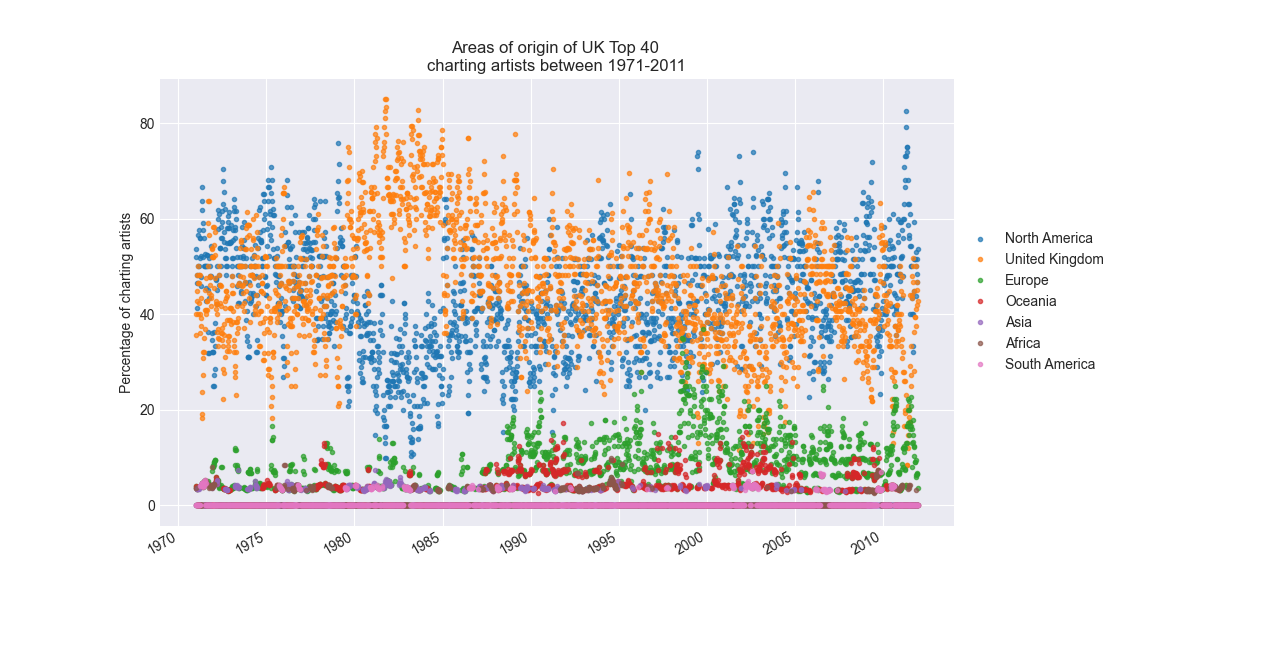 Areas of origin of UK Top 40
charting artists between 1971-2011
Percentage of charting artists
80
60
40
20
0
1970
1975
1980
1985
1990
1995
2000
2005
2010
North America
United Kingdom
Europe
Oceania
Asia
Africa
South America